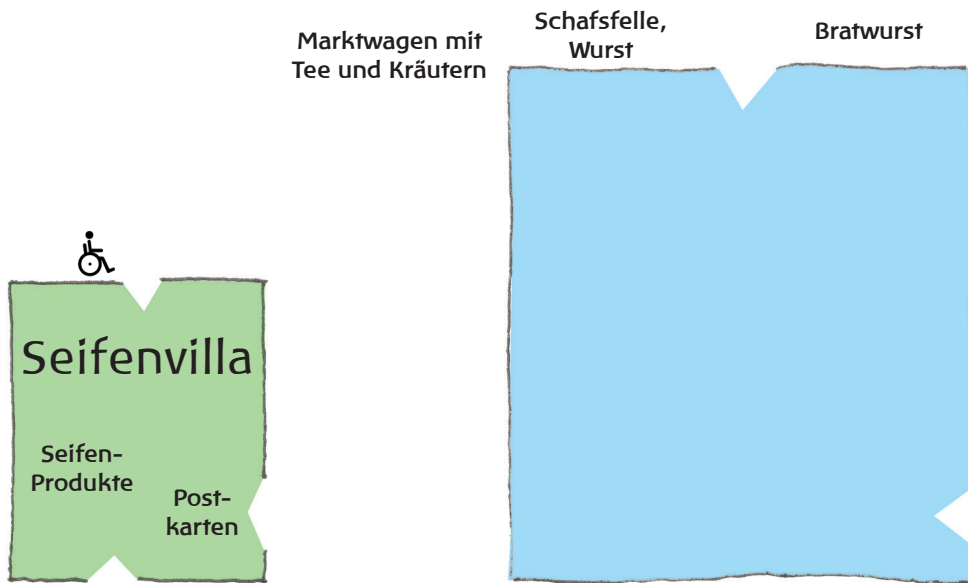 Marktwagen mit
Tee und Kräutern
Schafsfelle,
Wurst
Bratwurst
Seifenvilla
Seifen-
Produkte
Post-
karten